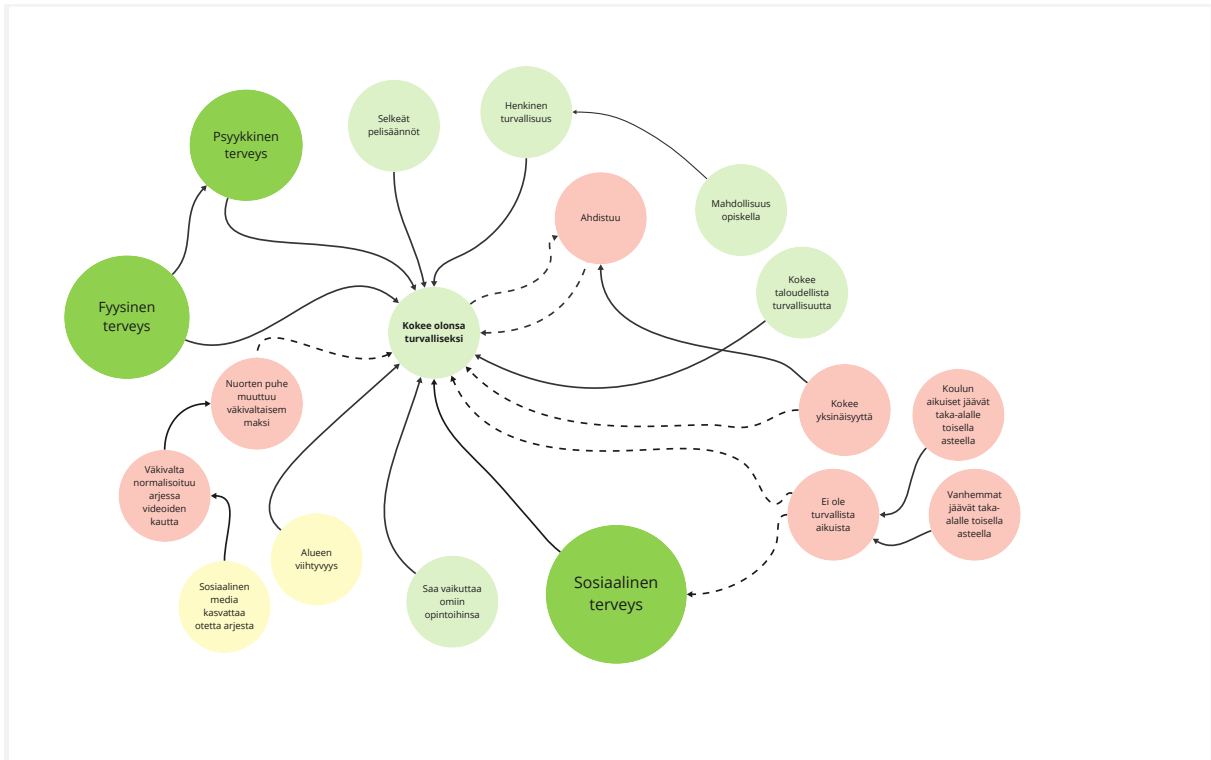 Psyykkinen
terveys
Selkeät
pelisäännöt
Henkinen
turvallisuus
Mahdollisuus
opiskella
Ahdistuu
Kokee
taloudellista
turvallisuutta
Fyysinen
terveys
Kokee olonsa
turvalliseksi
Nuorten puhe
muuttuu
väkivaltaisem
maksi
Kokee
yksinäisyyttä
Koulun
aikuiset jäävät
taka-alalle
toisella
asteella
Väkivalta
normalisoituu
arjessa
videoiden
kautta
Ei ole
turvallista
aikuista
Vanhemmat
jäävät taka-
alalle toisella
asteella
Alueen
viihtyvyys
Sosiaalinen
media
kasvattaa
otetta arjesta
Saa vaikuttaa
omiin
opintoihinsa
Sosiaalinen
terveys